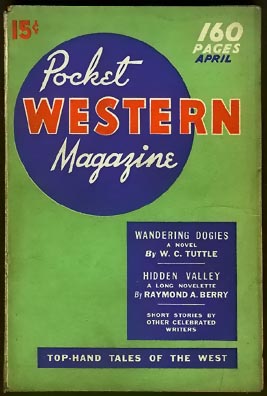 15¢
160
PAGES
APRIL
Pocket
WESTERN
Magazine
WANDERING DOGIES
A NOVEL
By W. C. TUTTLE
HIDDEN VALLEY
A LONG NOVELETTE
By RAYMOND A. BERRY
SHORT STORIES BY
OTHER CELEBRATED
WRITERS
TOP-HAND TALES OF THE WEST